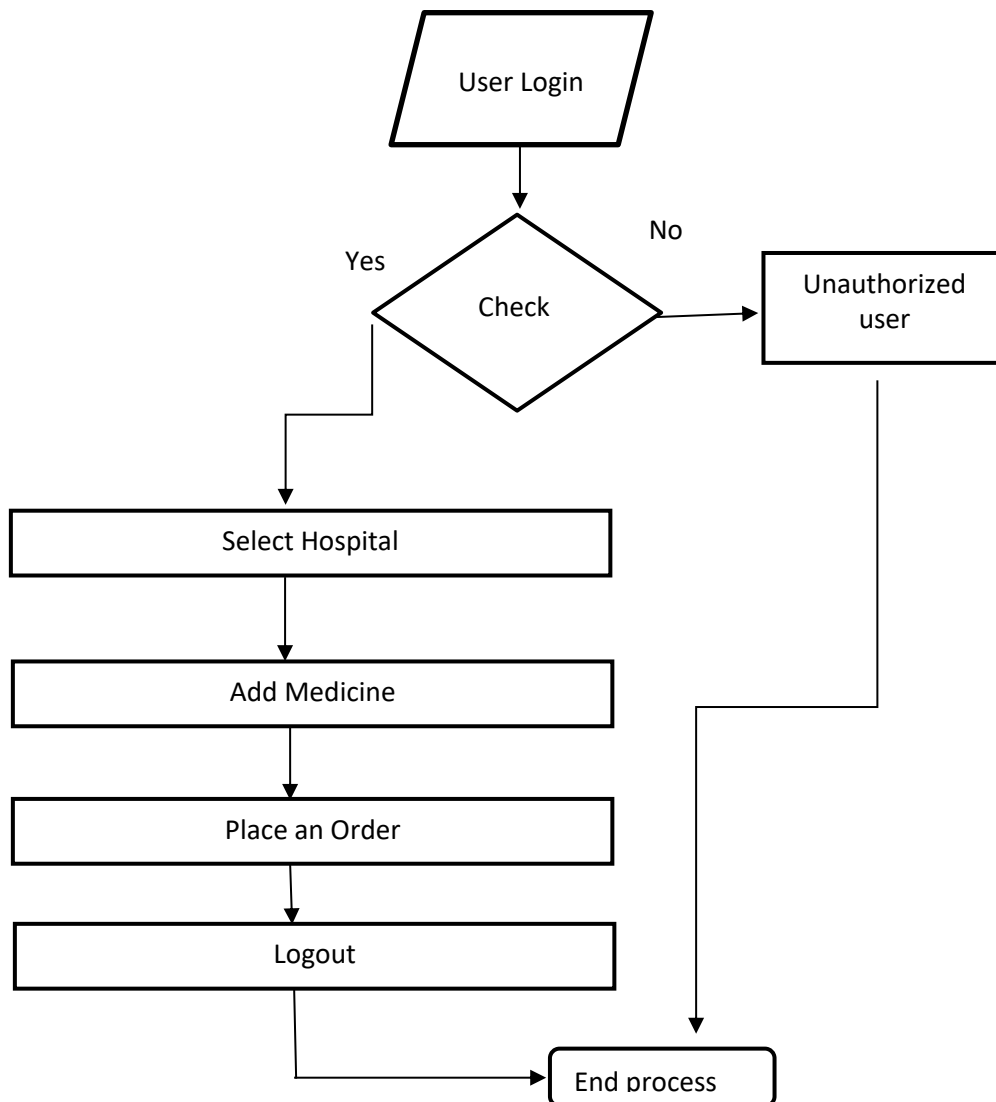 User Login
No
Yes
Check
Unauthorized
user
Select Hospital
Add Medicine
Place an Order
Logout
End process